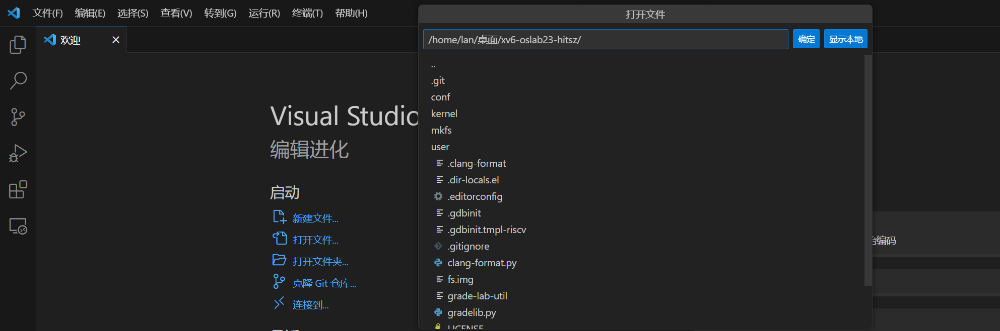 文件(F) 编辑(E) 选择(S) 查看(V) 转到(G) 运行(R) 终端(T) 帮助(H)
欢迎
Visual Studio
编辑进化
启动
新建文件...
打开文件...
打开文件夹...
克隆 Git 仓库...
连接到...
打开文件
/home/lan/桌面/xv6-oslab23-hitsz/
确定
显示本地
..
.git
conf
kernel
mkfs
user
.clang-format
.dir-locals.el
.editorconfig
.gdbinit
.gdbinit.tmpl-riscv
.gitignore
clang-format.py
fs.img
grade-lab-util
gradelib.py
LICENSE
编码